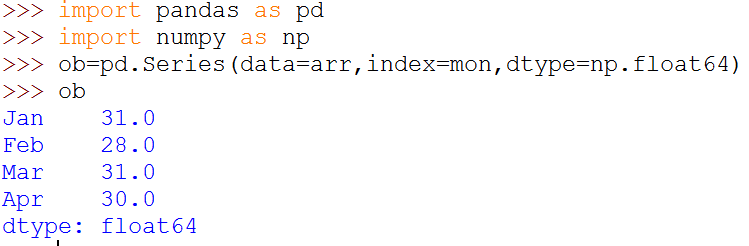 >>> import pandas as pd
>>> import numpy as np
>>> ob=pd.Series(data=arr,index=mon,dtype=np.float64)
>>> ob
Jan    31.0
Feb    28.0
Mar    31.0
Apr    30.0
dtype: float64